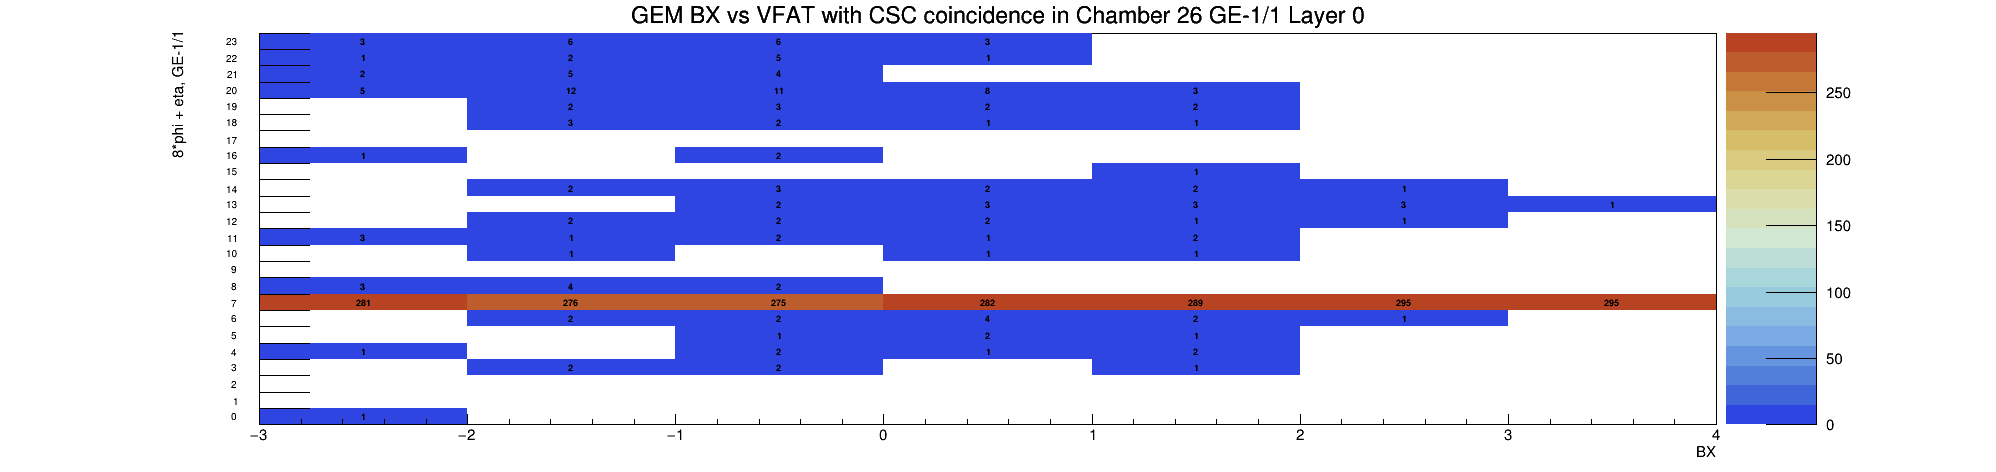 GEM BX vs VFAT with CSC coincidence in Chamber 26 GE-1/1 Layer 0
8*phi + eta, GE-1/1
23 3 6 6 3
22 1 2 5 1
21 2 5 4
20 5 12 11 8 3
19 2 3 2 2
18 3 2 1 1
17
16 1 2
15 1
14 2 3 2 2 1
13 2 3 3 3 1
12 2 2 2 1 1
11 3 1 2 1 2
10 1 1 1
9
8 3 4 2
7 281 276 275 282 289 295 295
6 2 2 4 2 1
5 1 2 1
4 1 2 1 2
3 2 2 1
2
1
0 1
−3 −2 −1 0 1 2 3 4
BX
250
200
150
100
50
0